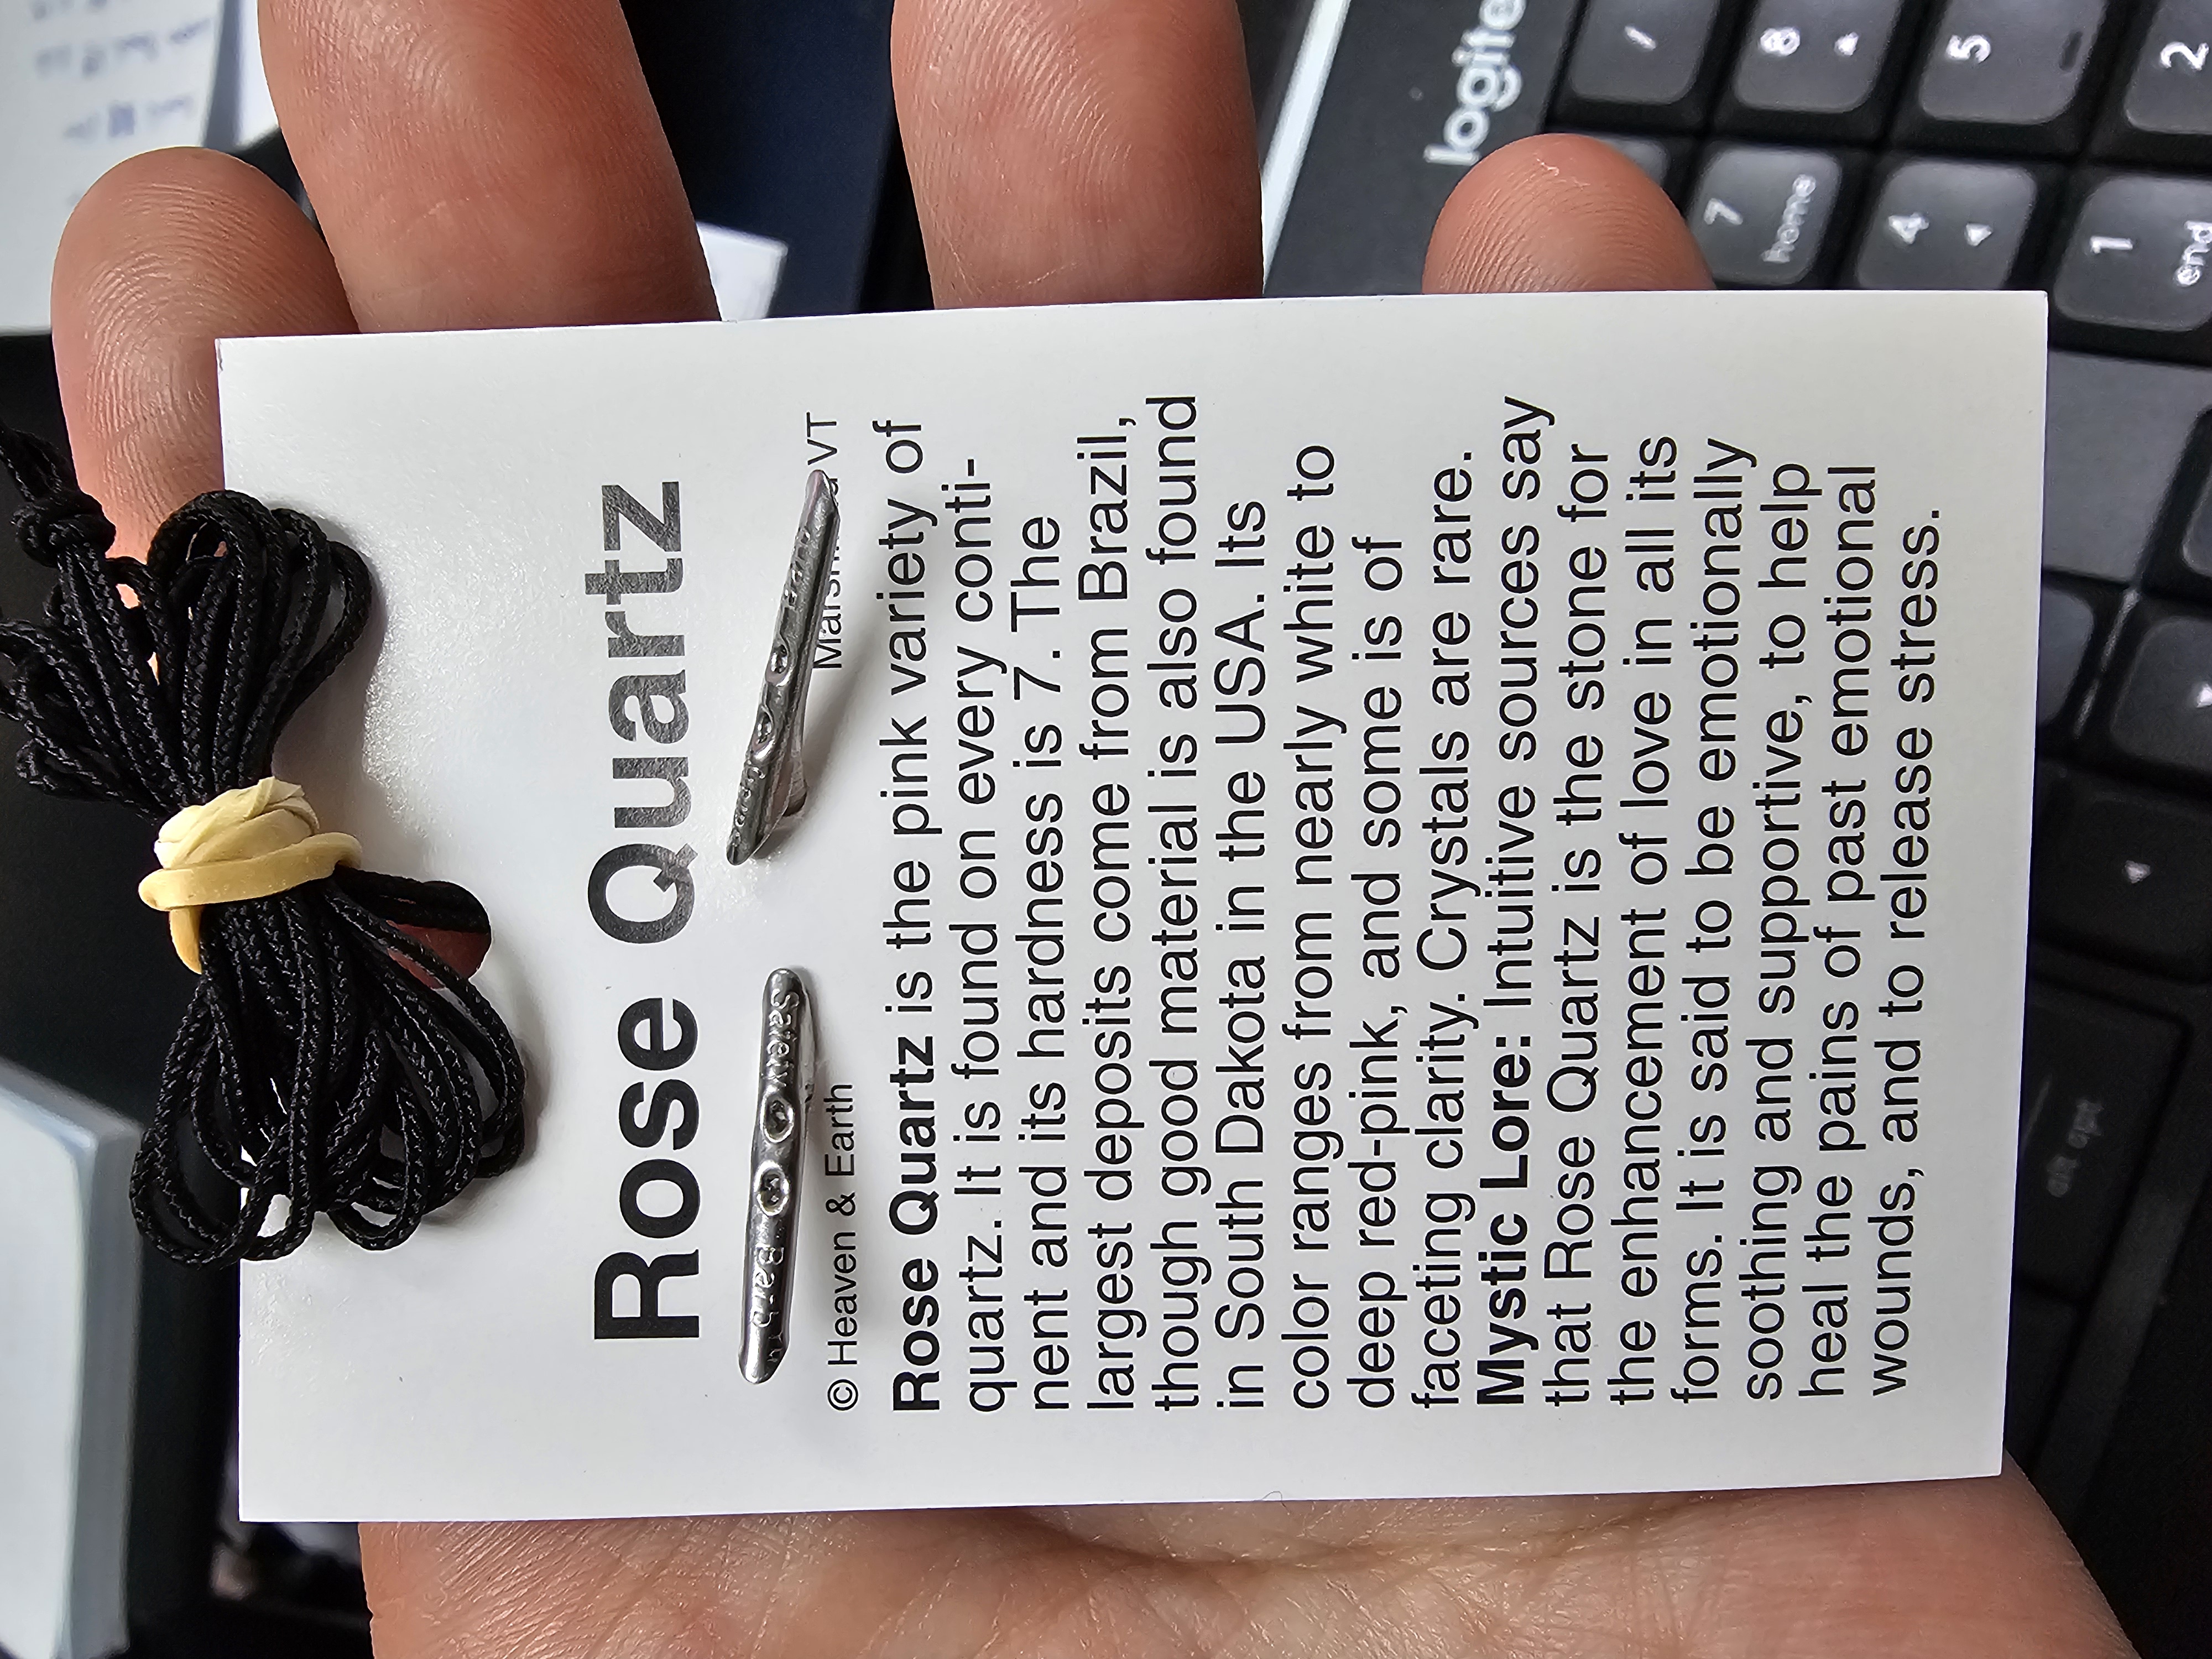 Rose Quartz
© Heaven & Earth VT
Rose Quartz is the pink variety of
quartz. It is found on every conti-
nent and its hardness is 7. The
largest deposits come from Brazil,
though good material is also found
in South Dakota in the USA. Its
color ranges from nearly white to
deep red-pink, and some is of
faceting clarity. Crystals are rare.
Mystic Lore: Intuitive sources say
that Rose Quartz is the stone for
the enhancement of love in all its
forms. It is said to be emotionally
soothing and supportive, to help
heal the pains of past emotional
wounds, and to release stress.
Safety Barb
logite
/
8
5
2
7
home
4
1
end